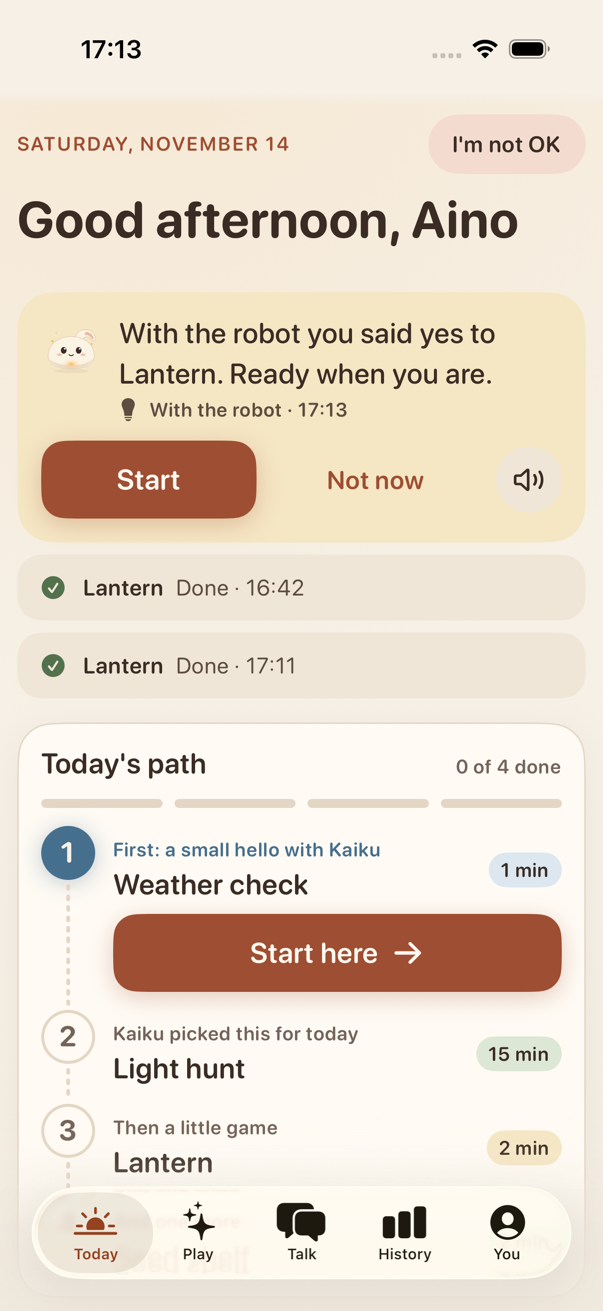 17:13
SATURDAY, NOVEMBER 14
I'm not OK
Good afternoon, Aino
With the robot you said yes to
Lantern. Ready when you are.
With the robot · 17:13
Start
Not now
Lantern Done · 16:42
Lantern Done · 17:11
Today's path
0 of 4 done
1
First: a small hello with Kaiku
Weather check
1 min
Start here →
2
Kaiku picked this for today
Light hunt
15 min
3
Then a little game
Lantern
2 min
Today
Play
Talk
History
You